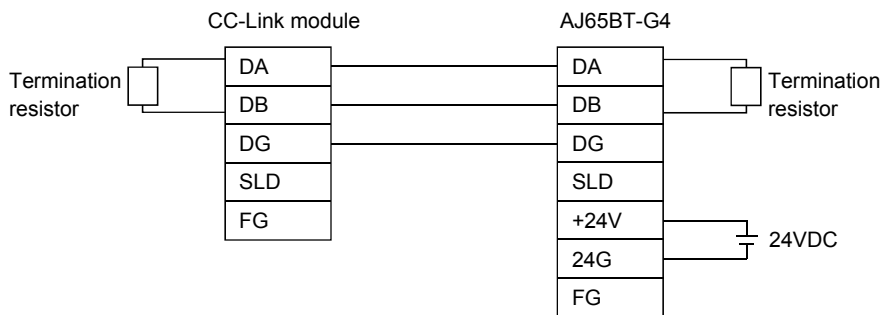 CC-Link module
AJ65BT-G4
Termination
resistor
DA
DB
DG
SLD
FG
DA
DB
DG
SLD
+24V
24G
FG
Termination
resistor
24VDC